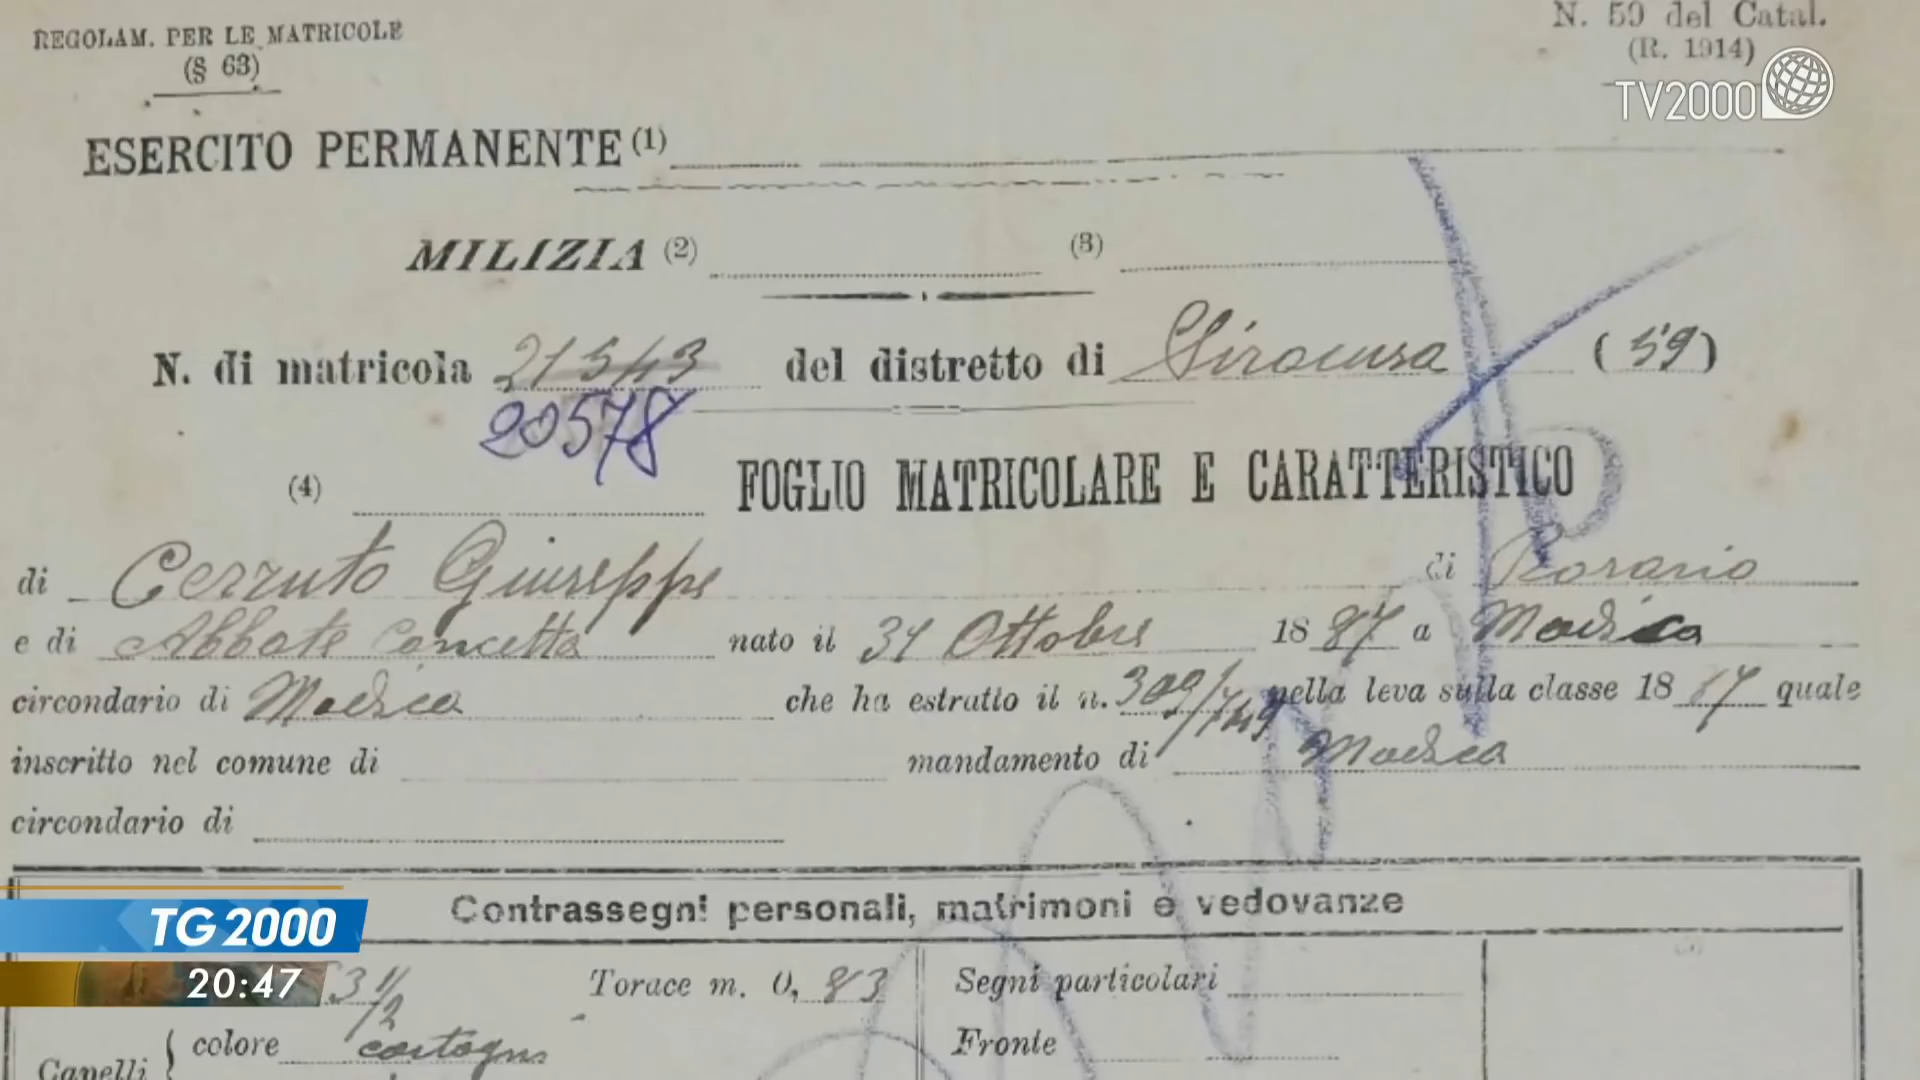 REGOLAM. PER LE MATRICOLE
(§ 63)
N. 59 del Catal.
(R. 1914)
TV2000
ESERCITO PERMANENTE (1)
MILIZIA (2) (3)
N. di matricola 21543 del distretto di Siracusa (59)
20578
(4) FOGLIO MATRICOLARE E CARATTERISTICO
di Cerruto Giuseppe di Rosario
e di Abbate Concetta nato il 31 Ottobre 1887 a Modica
circondario di Modica che ha estratto il n. 309/749 nella leva sulla classe 1887 quale
inscritto nel comune di mandamento di Modica
circondario di
Contrassegni personali, matrimoni e vedovanze
TG2000
20:47
Torace m. 0, 83 Segni particolari
Capelli { colore castagni Fronte